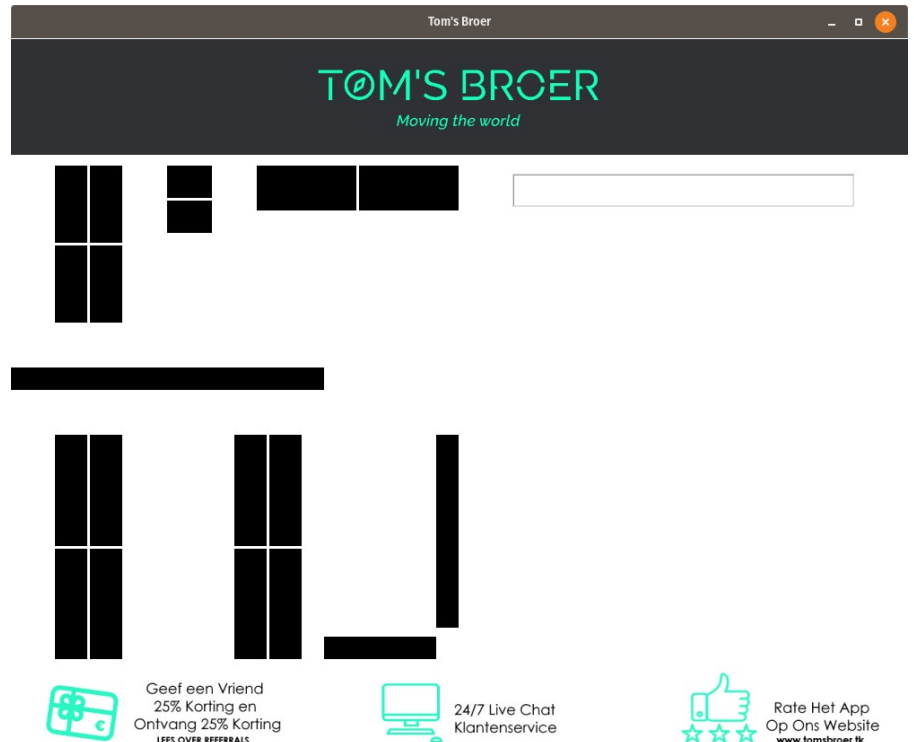 Tom's Broer
TOM'S BROER
Moving the world
Geef een Vriend
25% Korting en
Ontvang 25% Korting
LEES OVER REFERRALS
€
24/7 Live Chat
Klantenservice
Rate Het App
Op Ons Website
www.tomsbroer.tk